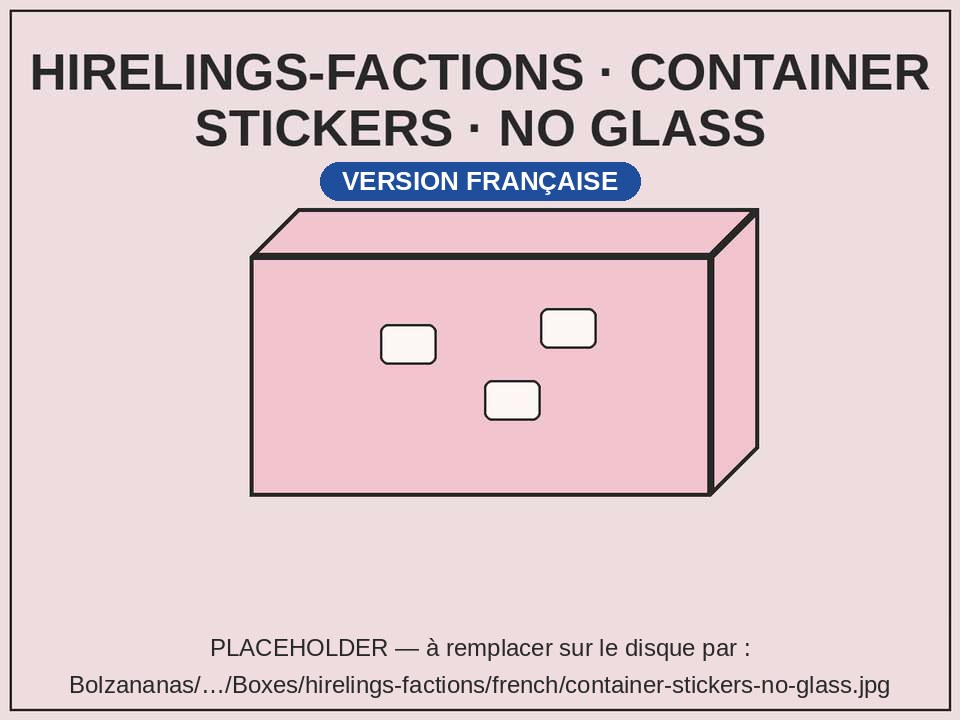 HIRELINGS-FACTIONS · CONTAINER
STICKERS · NO GLASS
VERSION FRANÇAISE
PLACEHOLDER — à remplacer sur le disque par :
Bolzananas/…/Boxes/hirelings-factions/french/container-stickers-no-glass.jpg